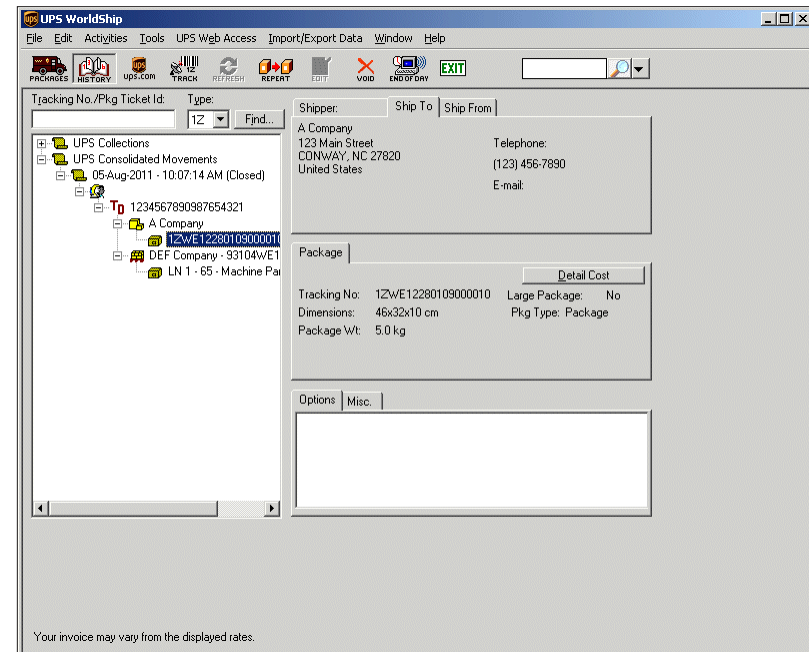 UPS WorldShip
File Edit Activities Tools UPS Web Access Import/Export Data Window Help
PACKAGES HISTORY ups.com TRACK REFRESH REPEAT EDIT VOID END OF DAY EXIT
Tracking No./Pkg Ticket Id: Type:
1Z Find...
UPS Collections
UPS Consolidated Movements
05-Aug-2011 - 10:07:14 AM (Closed)
TD 1234567890987654321
A Company
1ZWE12280109000010
DEF Company - 93104WE1
LN 1 - 65 - Machine Pa
Shipper: Ship To Ship From
A Company
123 Main Street
CONWAY, NC 27820
United States
Telephone:
(123) 456-7890
E-mail:
Package
Detail Cost
Tracking No: 1ZWE12280109000010 Large Package: No
Dimensions: 46x32x10 cm Pkg Type: Package
Package Wt: 5.0 kg
Options Misc.
Your invoice may vary from the displayed rates.